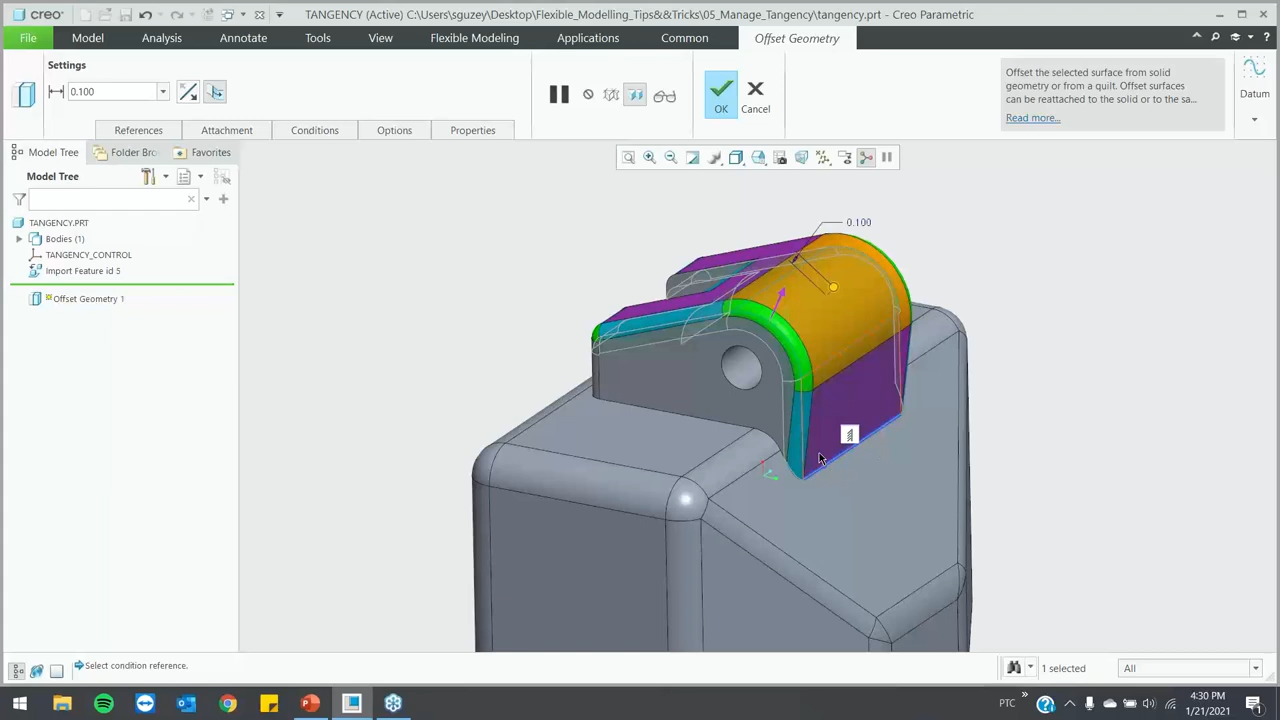 creo
TANGENCY (Active) C:\Users\sguzey\Desktop\Flexible_Modelling_Tips&&Tricks\05_Manage_Tangency\tangency.prt - Creo Parametric
File
Model
Analysis
Annotate
Tools
View
Flexible Modeling
Applications
Common
Offset Geometry
Settings
0.100
OK
Cancel
Offset the selected surface from solid
geometry or from a quilt. Offset surfaces
can be reattached to the solid or to the sa...
Read more...
Datum
References
Attachment
Conditions
Options
Properties
Model Tree
Folder Bro
Favorites
Model Tree
TANGENCY.PRT
Bodies (1)
TANGENCY_CONTROL
Import Feature id 5
Offset Geometry 1
0.100
Select condition reference.
1 selected
All
PTC
4:30 PM
1/21/2021